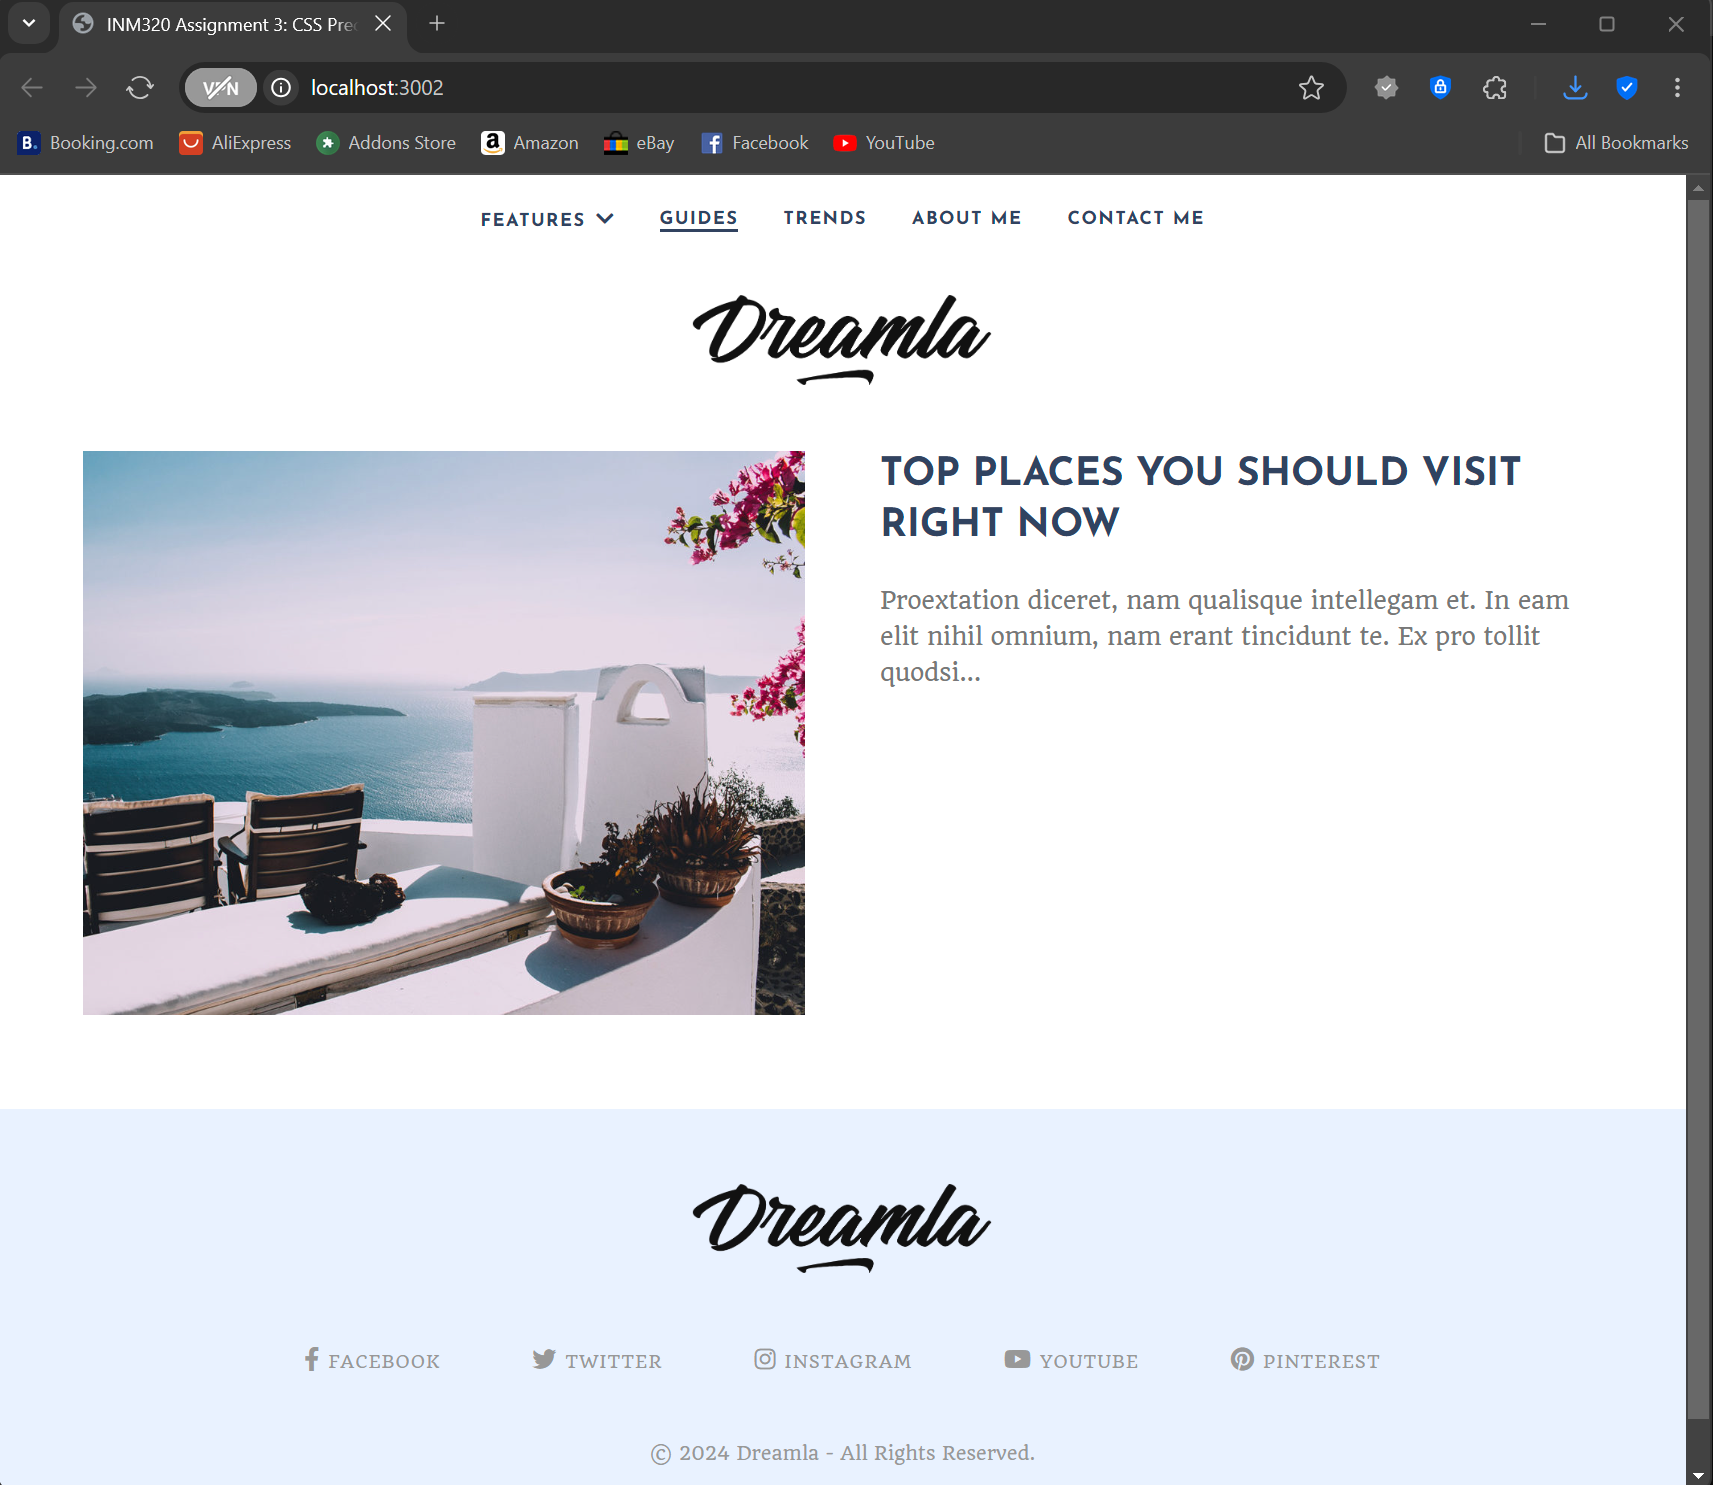 INM320 Assignment 3: CSS Pre
VPN localhost:3002
Booking.com AliExpress Addons Store Amazon eBay Facebook YouTube All Bookmarks
FEATURES GUIDES TRENDS ABOUT ME CONTACT ME
Dreamla
TOP PLACES YOU SHOULD VISIT
RIGHT NOW
Proextation diceret, nam qualisque intellegam et. In eam
elit nihil omnium, nam erant tincidunt te. Ex pro tollit
quodsi...
Dreamla
FACEBOOK TWITTER INSTAGRAM YOUTUBE PINTEREST
© 2024 Dreamla - All Rights Reserved.